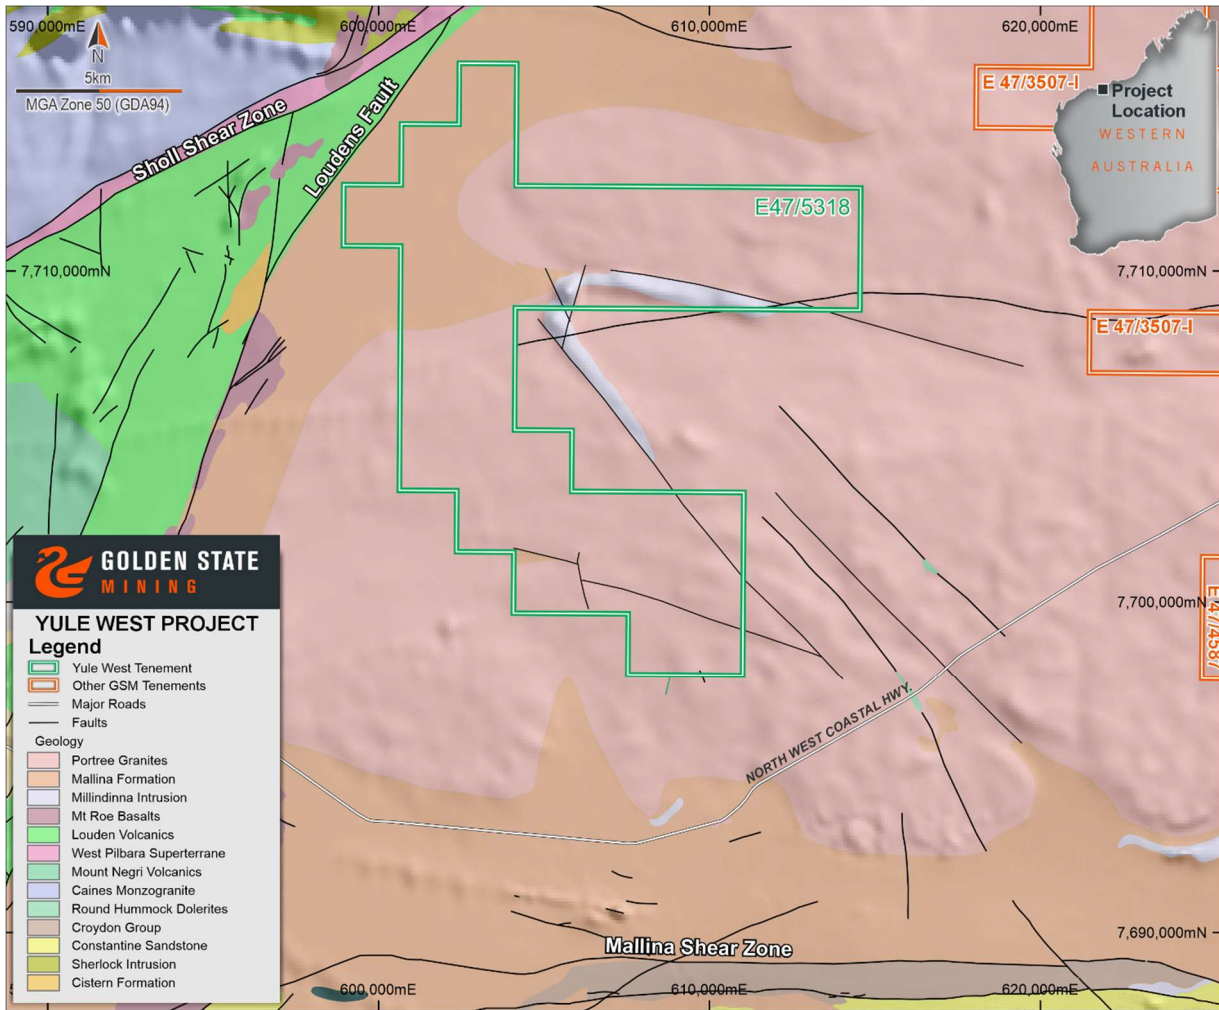 590,000mE
600,000mE
610,000mE
620,000mE
N
5km
MGA Zone 50 (GDA94)
Sholl Shear Zone
Loudens Fault
E 47/3507-I
Project
Location
WESTERN
AUSTRALIA
E47/5318
7,710,000mN
7,710,000mN
E 47/3507-I
GOLDEN STATE
MINING
YULE WEST PROJECT
Legend
Yule West Tenement
Other GSM Tenements
Major Roads
Faults
Geology
Portree Granites
Mallina Formation
Millindinna Intrusion
Mt Roe Basalts
Louden Volcanics
West Pilbara Superterrane
Mount Negri Volcanics
Caines Monzogranite
Round Hummock Dolerites
Croydon Group
Constantine Sandstone
Sherlock Intrusion
Cistern Formation
7,700,000mN
E 47/4587
NORTH WEST COASTAL HWY.
7,690,000mN
Mallina Shear Zone
600,000mE
610,000mE
620,000mE